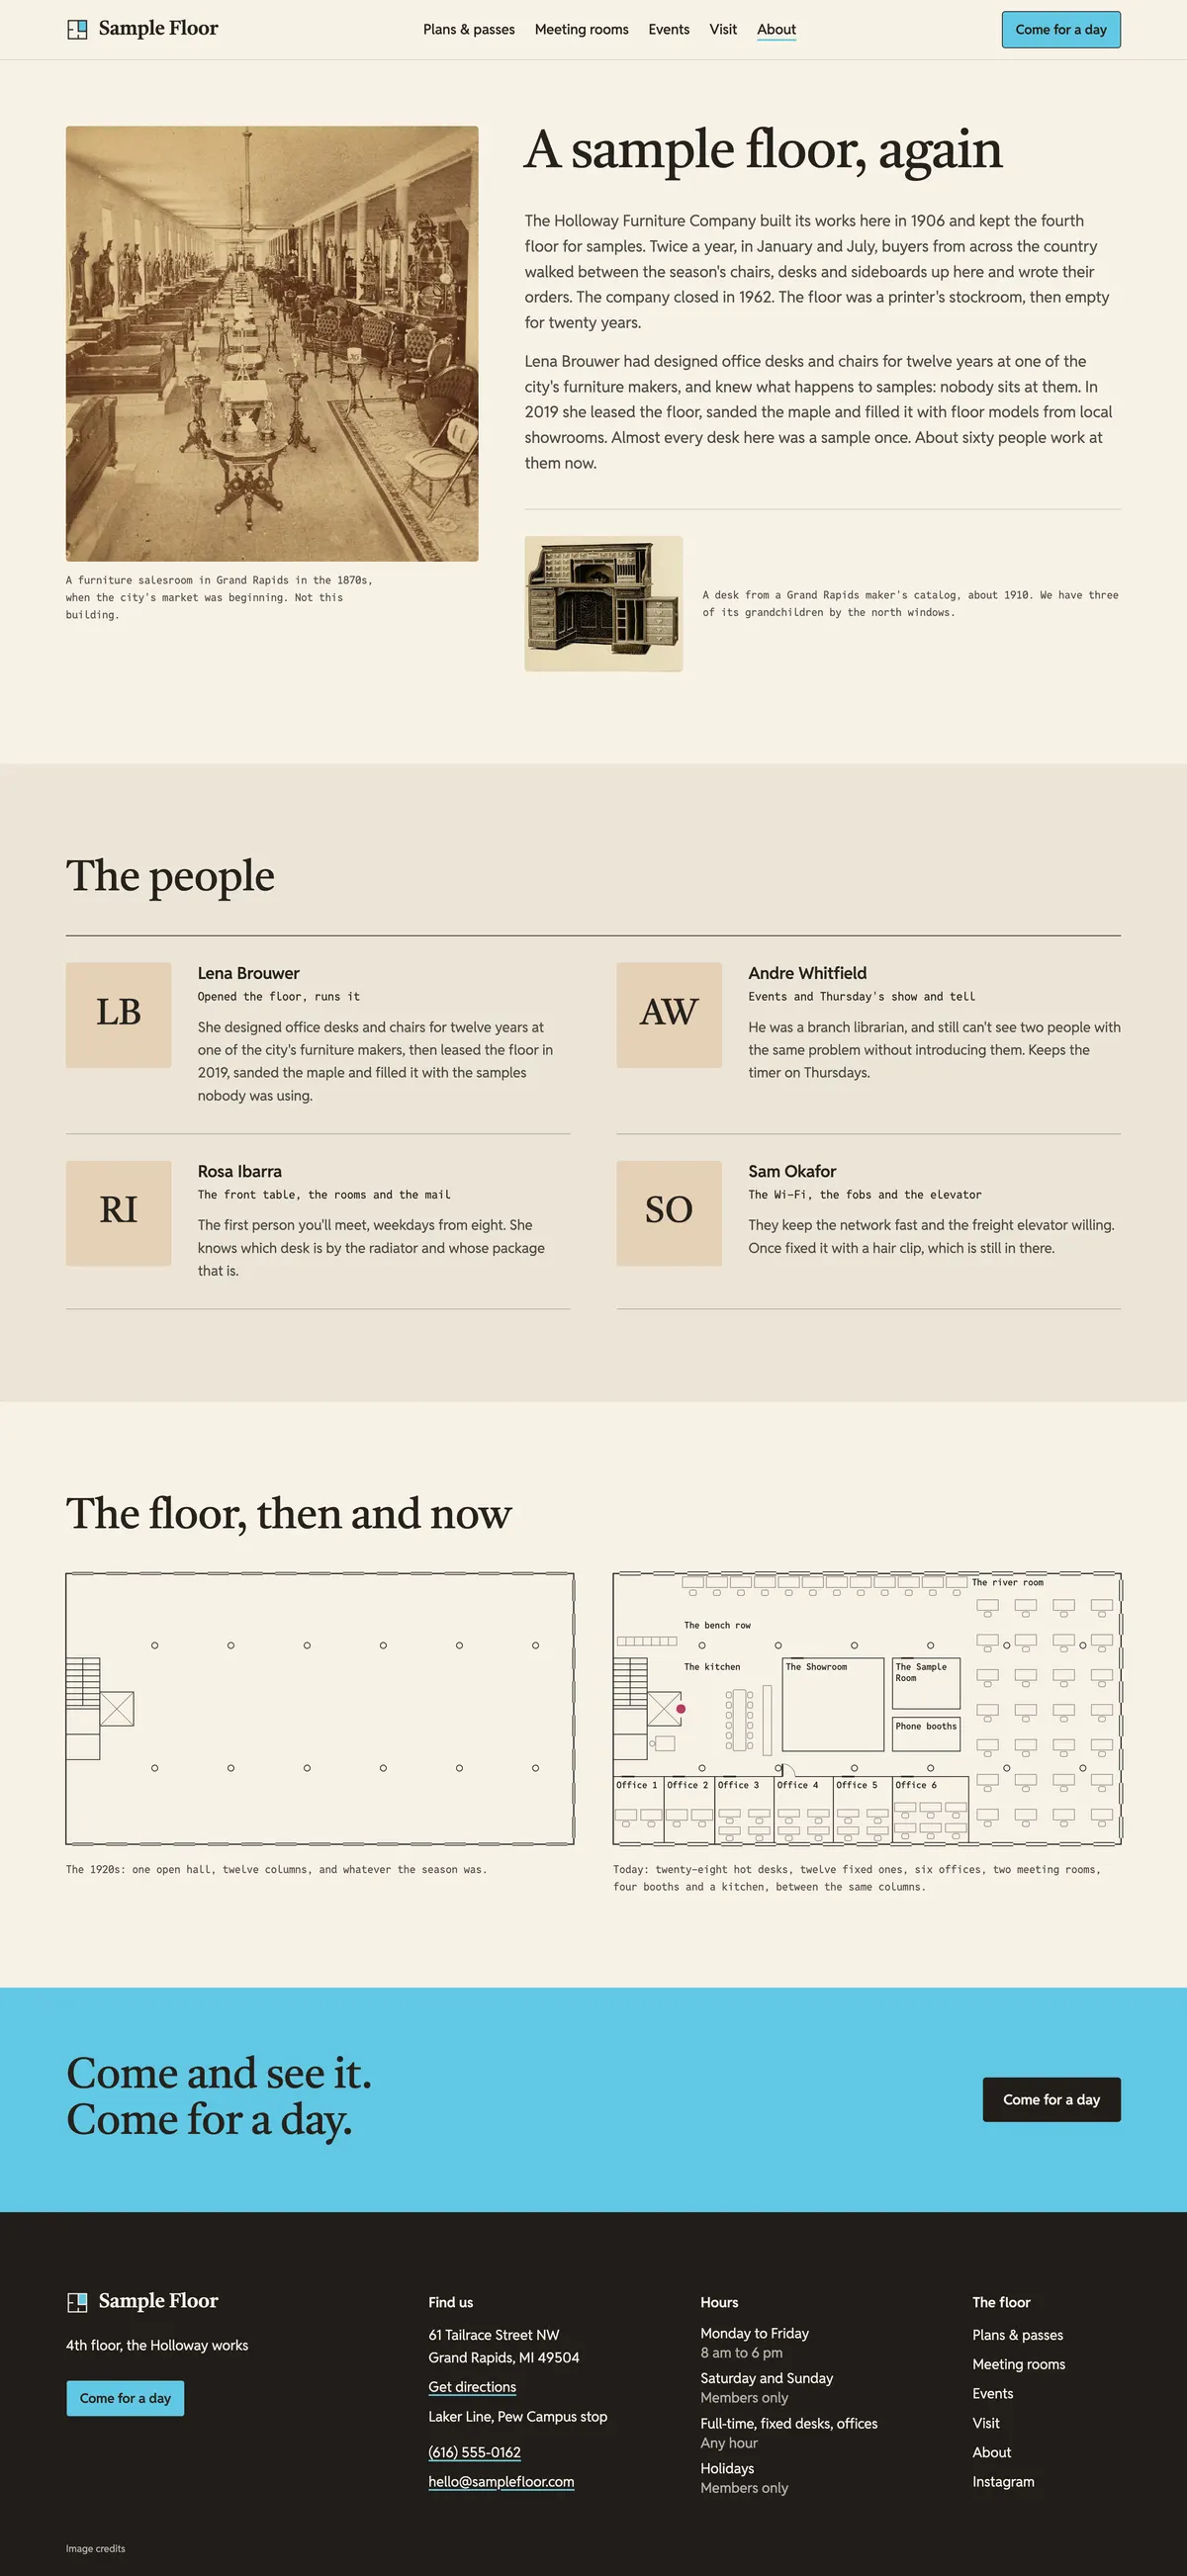 Sample Floor
Plans & passes
Meeting rooms
Events
Visit
About
Come for a day
A sample floor, again
The Holloway Furniture Company built its works here in 1906 and kept the fourth
floor for samples. Twice a year, in January and July, buyers from across the country
walked between the season's chairs, desks and sideboards up here and wrote their
orders. The company closed in 1962. The floor was a printer's stockroom, then empty
for twenty years.
Lena Brouwer had designed office desks and chairs for twelve years at one of the
city's furniture makers, and knew what happens to samples: nobody sits at them. In
2019 she leased the floor, sanded the maple and filled it with floor models from local
showrooms. Almost every desk here was a sample once. About sixty people work at
them now.
A furniture salesroom in Grand Rapids in the 1870s,
when the city's market was beginning. Not this
building.
A desk from a Grand Rapids maker's catalog, about 1910. We have three
of its grandchildren by the north windows.
The people
LB
Lena Brouwer
Opened the floor, runs it
She designed office desks and chairs for twelve years at
one of the city's furniture makers, then leased the floor in
2019, sanded the maple and filled it with the samples
nobody was using.
AW
Andre Whitfield
Events and Thursday's show and tell
He was a branch librarian, and still can't see two people with
the same problem without introducing them. Keeps the
timer on Thursdays.
RI
Rosa Ibarra
The front table, the rooms and the mail
The first person you'll meet, weekdays from eight. She
knows which desk is by the radiator and whose package
that is.
SO
Sam Okafor
The Wi-Fi, the fobs and the elevator
They keep the network fast and the freight elevator willing.
Once fixed it with a hair clip, which is still in there.
The floor, then and now
The 1920s: one open hall, twelve columns, and whatever the season was.
The river room
The bench row
The kitchen
The Showroom
The Sample
Room
Phone booths
Office 1
Office 2
Office 3
Office 4
Office 5
Office 6
Today: twenty-eight hot desks, twelve fixed ones, six offices, two meeting rooms,
four booths and a kitchen, between the same columns.
Come and see it.
Come for a day.
Come for a day
Sample Floor
4th floor, the Holloway works
Come for a day
Find us
61 Tailrace Street NW
Grand Rapids, MI 49504
Get directions
Laker Line, Pew Campus stop
(616) 555-0162
hello@samplefloor.com
Hours
Monday to Friday
8 am to 6 pm
Saturday and Sunday
Members only
Full-time, fixed desks, offices
Any hour
Holidays
Members only
The floor
Plans & passes
Meeting rooms
Events
Visit
About
Instagram
Image credits